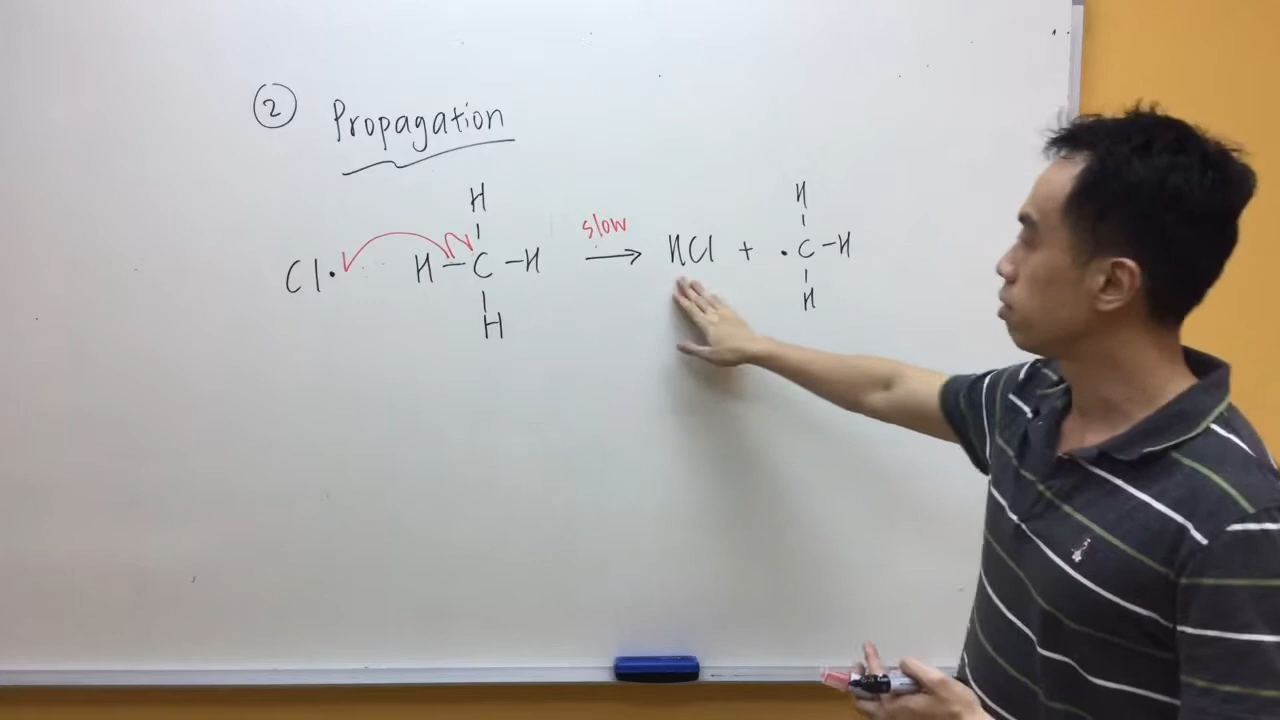 ② Propagation
H H
slow
Cl• H–C–H → HCl + •C–H
H H